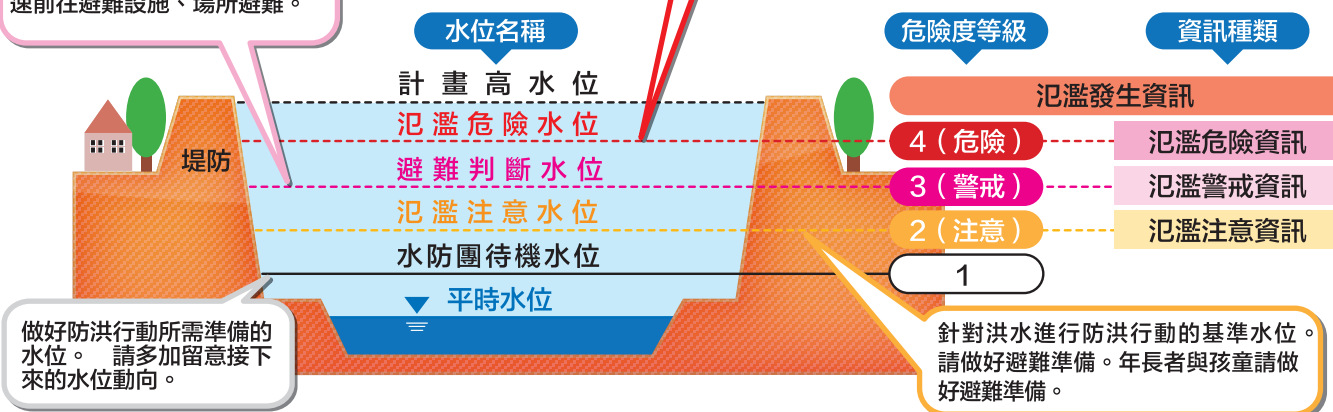 速前往避難設施、場所避難。
水位名稱
危險度等級
資訊種類
計畫高水位
氾濫發生資訊
氾濫危險水位
4（危險）
氾濫危險資訊
堤防
避難判斷水位
3（警戒）
氾濫警戒資訊
氾濫注意水位
2（注意）
氾濫注意資訊
水防團待機水位
1
平時水位
做好防洪行動所需準備的
水位。　請多加留意接下
來的水位動向。
針對洪水進行防洪行動的基準水位。
請做好避難準備。年長者與孩童請做
好避難準備。